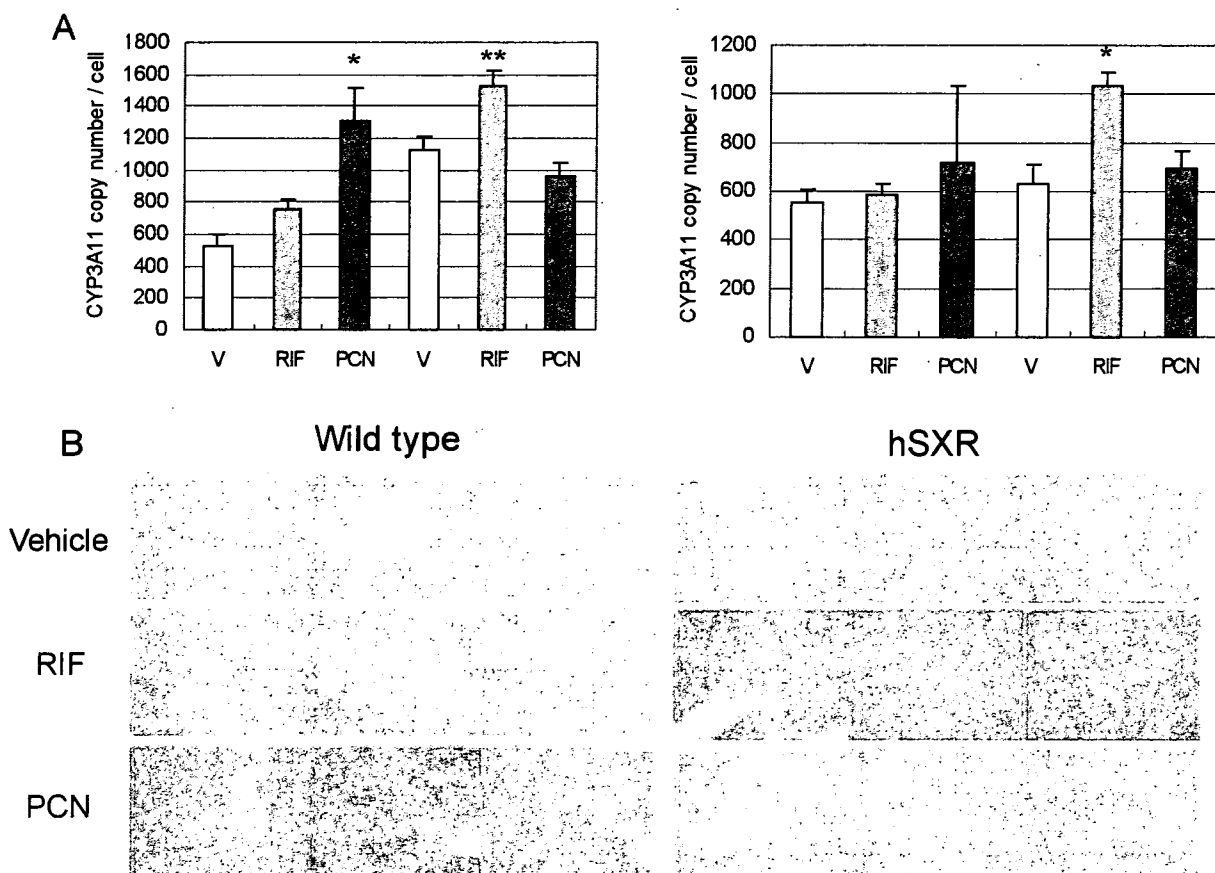 A
CYP3A11 copy number / cell
1800
1600
1400
1200
1000
800
600
400
200
0
*
**
V RIF PCN V RIF PCN
CYP3A11 copy number / cell
1200
1000
800
600
400
200
0
*
V RIF PCN V RIF PCN
B
Wild type
hSXR
Vehicle
RIF
PCN